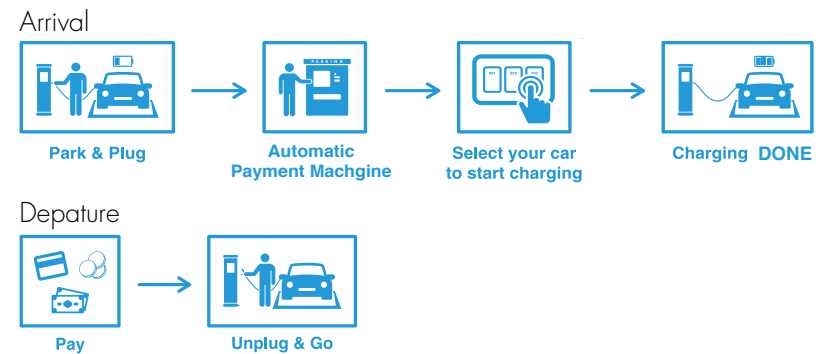 Arrival
PARKING
Park & Plug
Automatic
Payment Machgine
Select your car
to start charging
Charging DONE
Depature
Pay
Unplug & Go